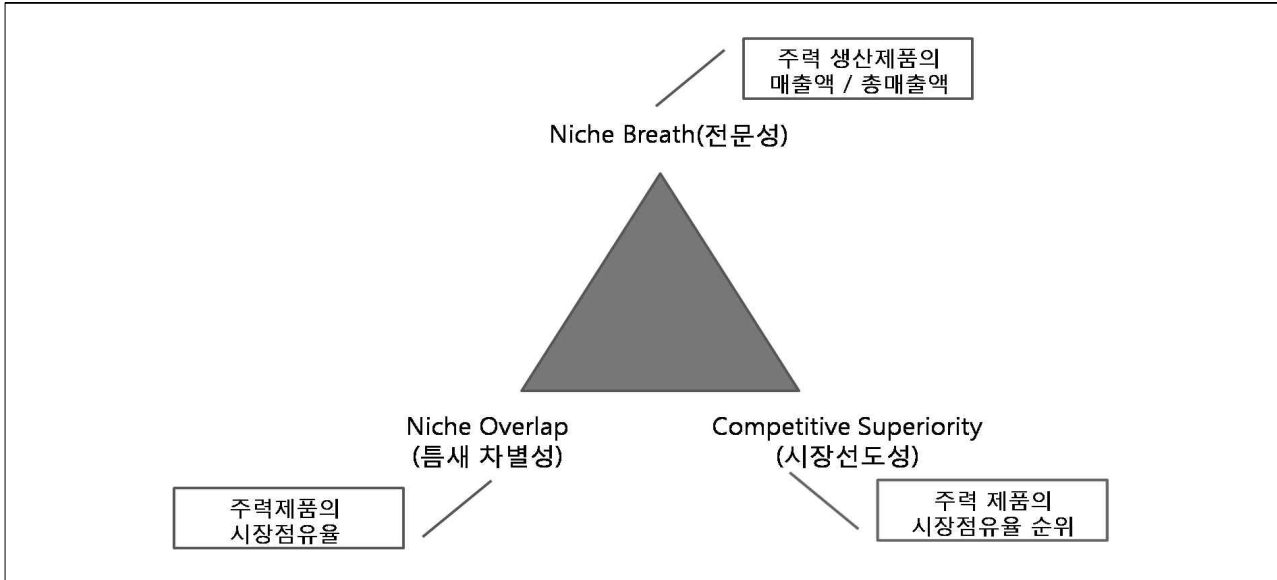 주력 생산제품의
매출액 / 총매출액
Niche Breath(전문성)
Niche Overlap
(틈새 차별성)
Competitive Superiority
(시장선도성)
주력제품의
시장점유율
주력 제품의
시장점유율 순위